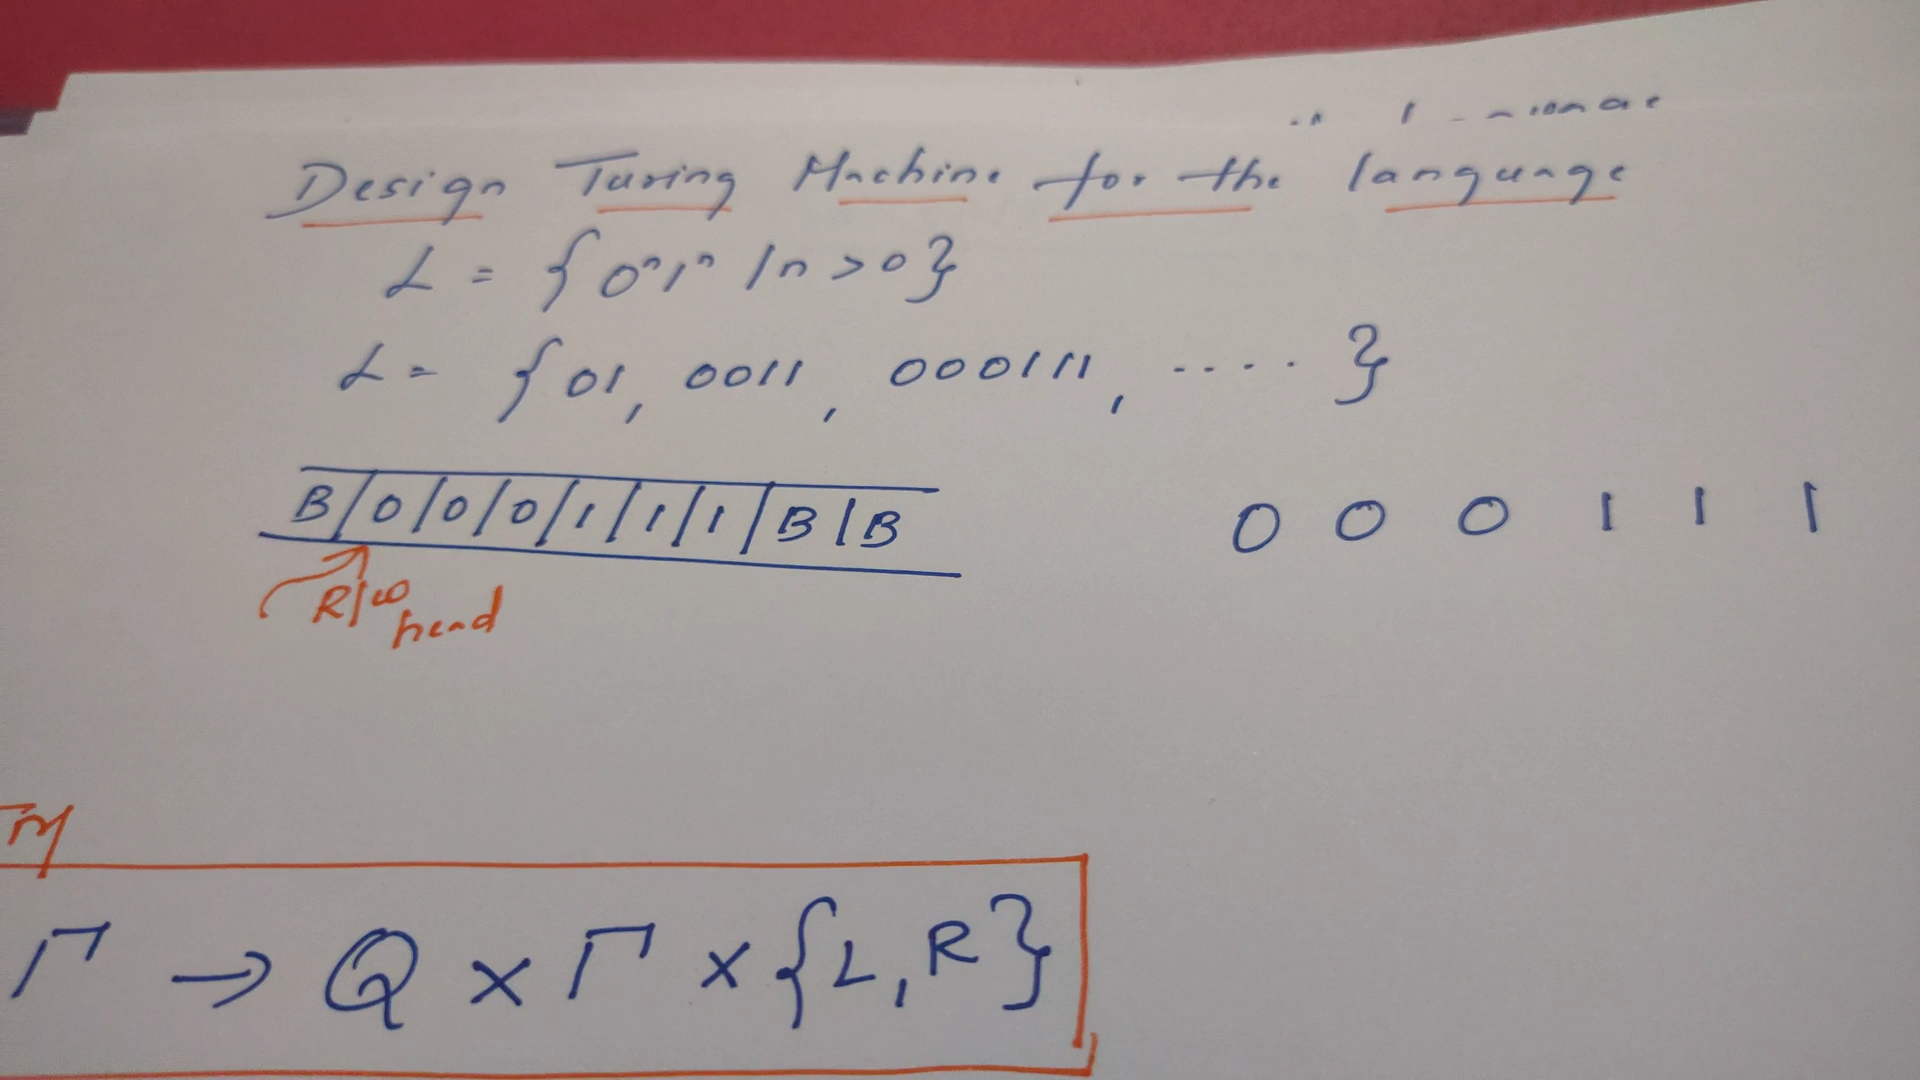 Design Turing Machine for the language
L = {0ⁿ1ⁿ | n > 0}
L = {01, 0011, 000111, ....}
B/0/0/0/1/1/1/B|B
0 0 0 1 1 1
R/W
head
TM
Γ → Q × Γ × {L, R}